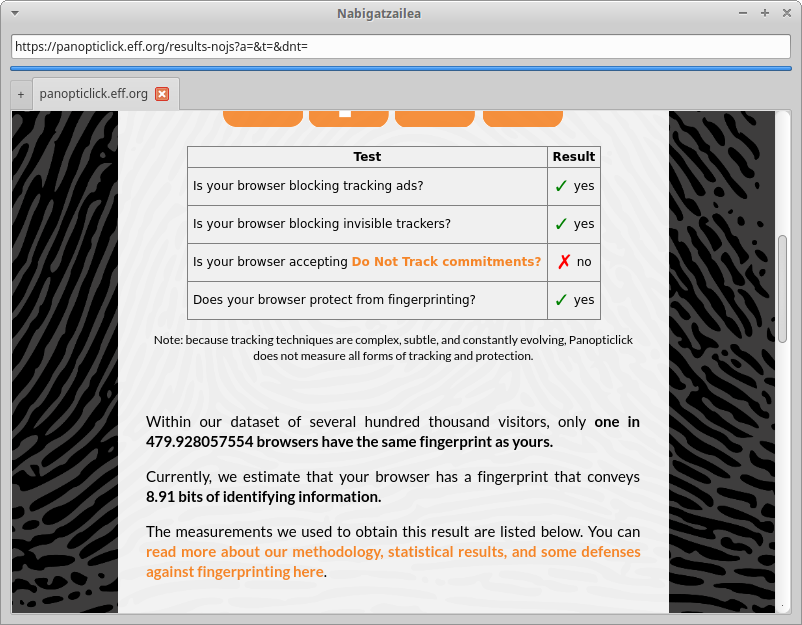 Nabigatzailea
https://panopticlick.eff.org/results-nojs?a=&t=&dnt=
+ panopticlick.eff.org
Test Result
Is your browser blocking tracking ads? ✓ yes
Is your browser blocking invisible trackers? ✓ yes
Is your browser accepting Do Not Track commitments? ✗ no
Does your browser protect from fingerprinting? ✓ yes
Note: because tracking techniques are complex, subtle, and constantly evolving, Panopticlick
does not measure all forms of tracking and protection.
Within our dataset of several hundred thousand visitors, only one in
479.928057554 browsers have the same fingerprint as yours.
Currently, we estimate that your browser has a fingerprint that conveys
8.91 bits of identifying information.
The measurements we used to obtain this result are listed below. You can
read more about our methodology, statistical results, and some defenses
against fingerprinting here.